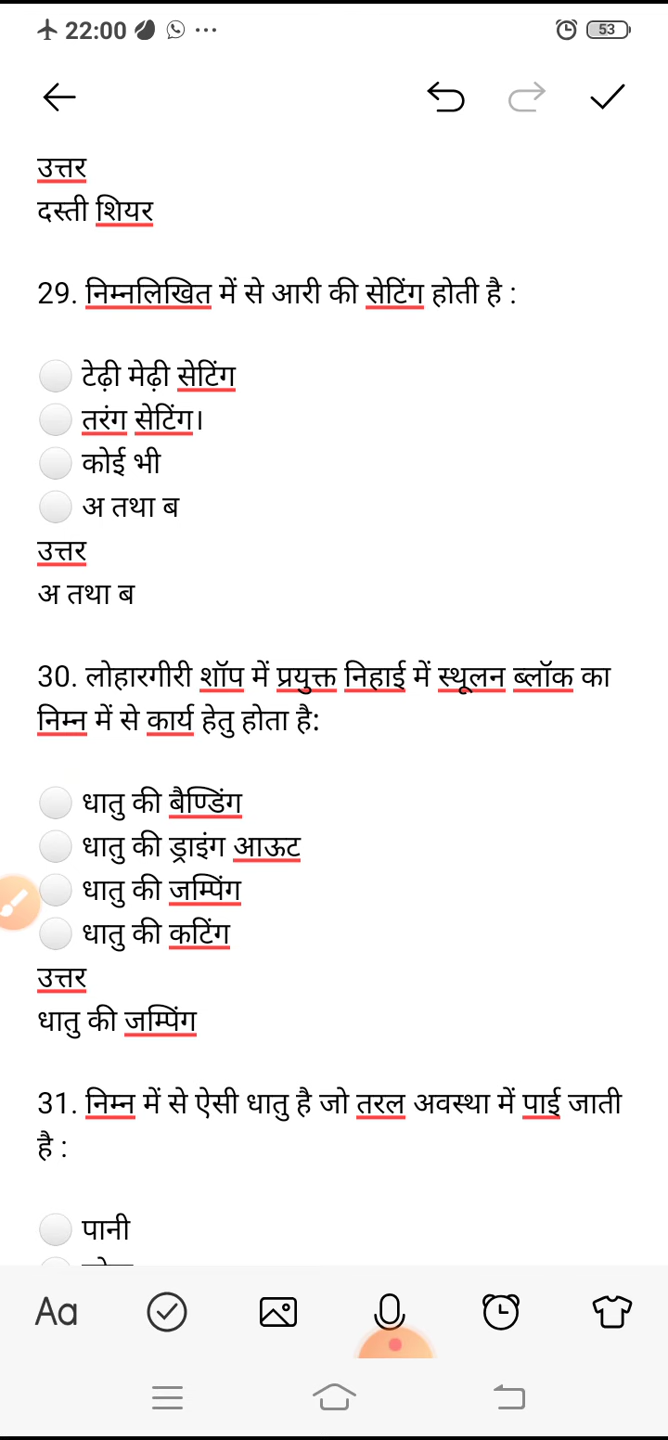 22:00
53
उत्तर
दस्ती शियर
29. निम्नलिखित में से आरी की सेटिंग होती है :
टेढ़ी मेढ़ी सेटिंग
तरंग सेटिंग।
कोई भी
अ तथा ब
उत्तर
अ तथा ब
30. लोहारगीरी शॉप में प्रयुक्त निहाई में स्थूलन ब्लॉक का
निम्न में से कार्य हेतु होता है:
धातु की बैण्डिंग
धातु की ड्राइंग आऊट
धातु की जम्पिंग
धातु की कटिंग
उत्तर
धातु की जम्पिंग
31. निम्न में से ऐसी धातु है जो तरल अवस्था में पाई जाती
है :
पानी
Aa